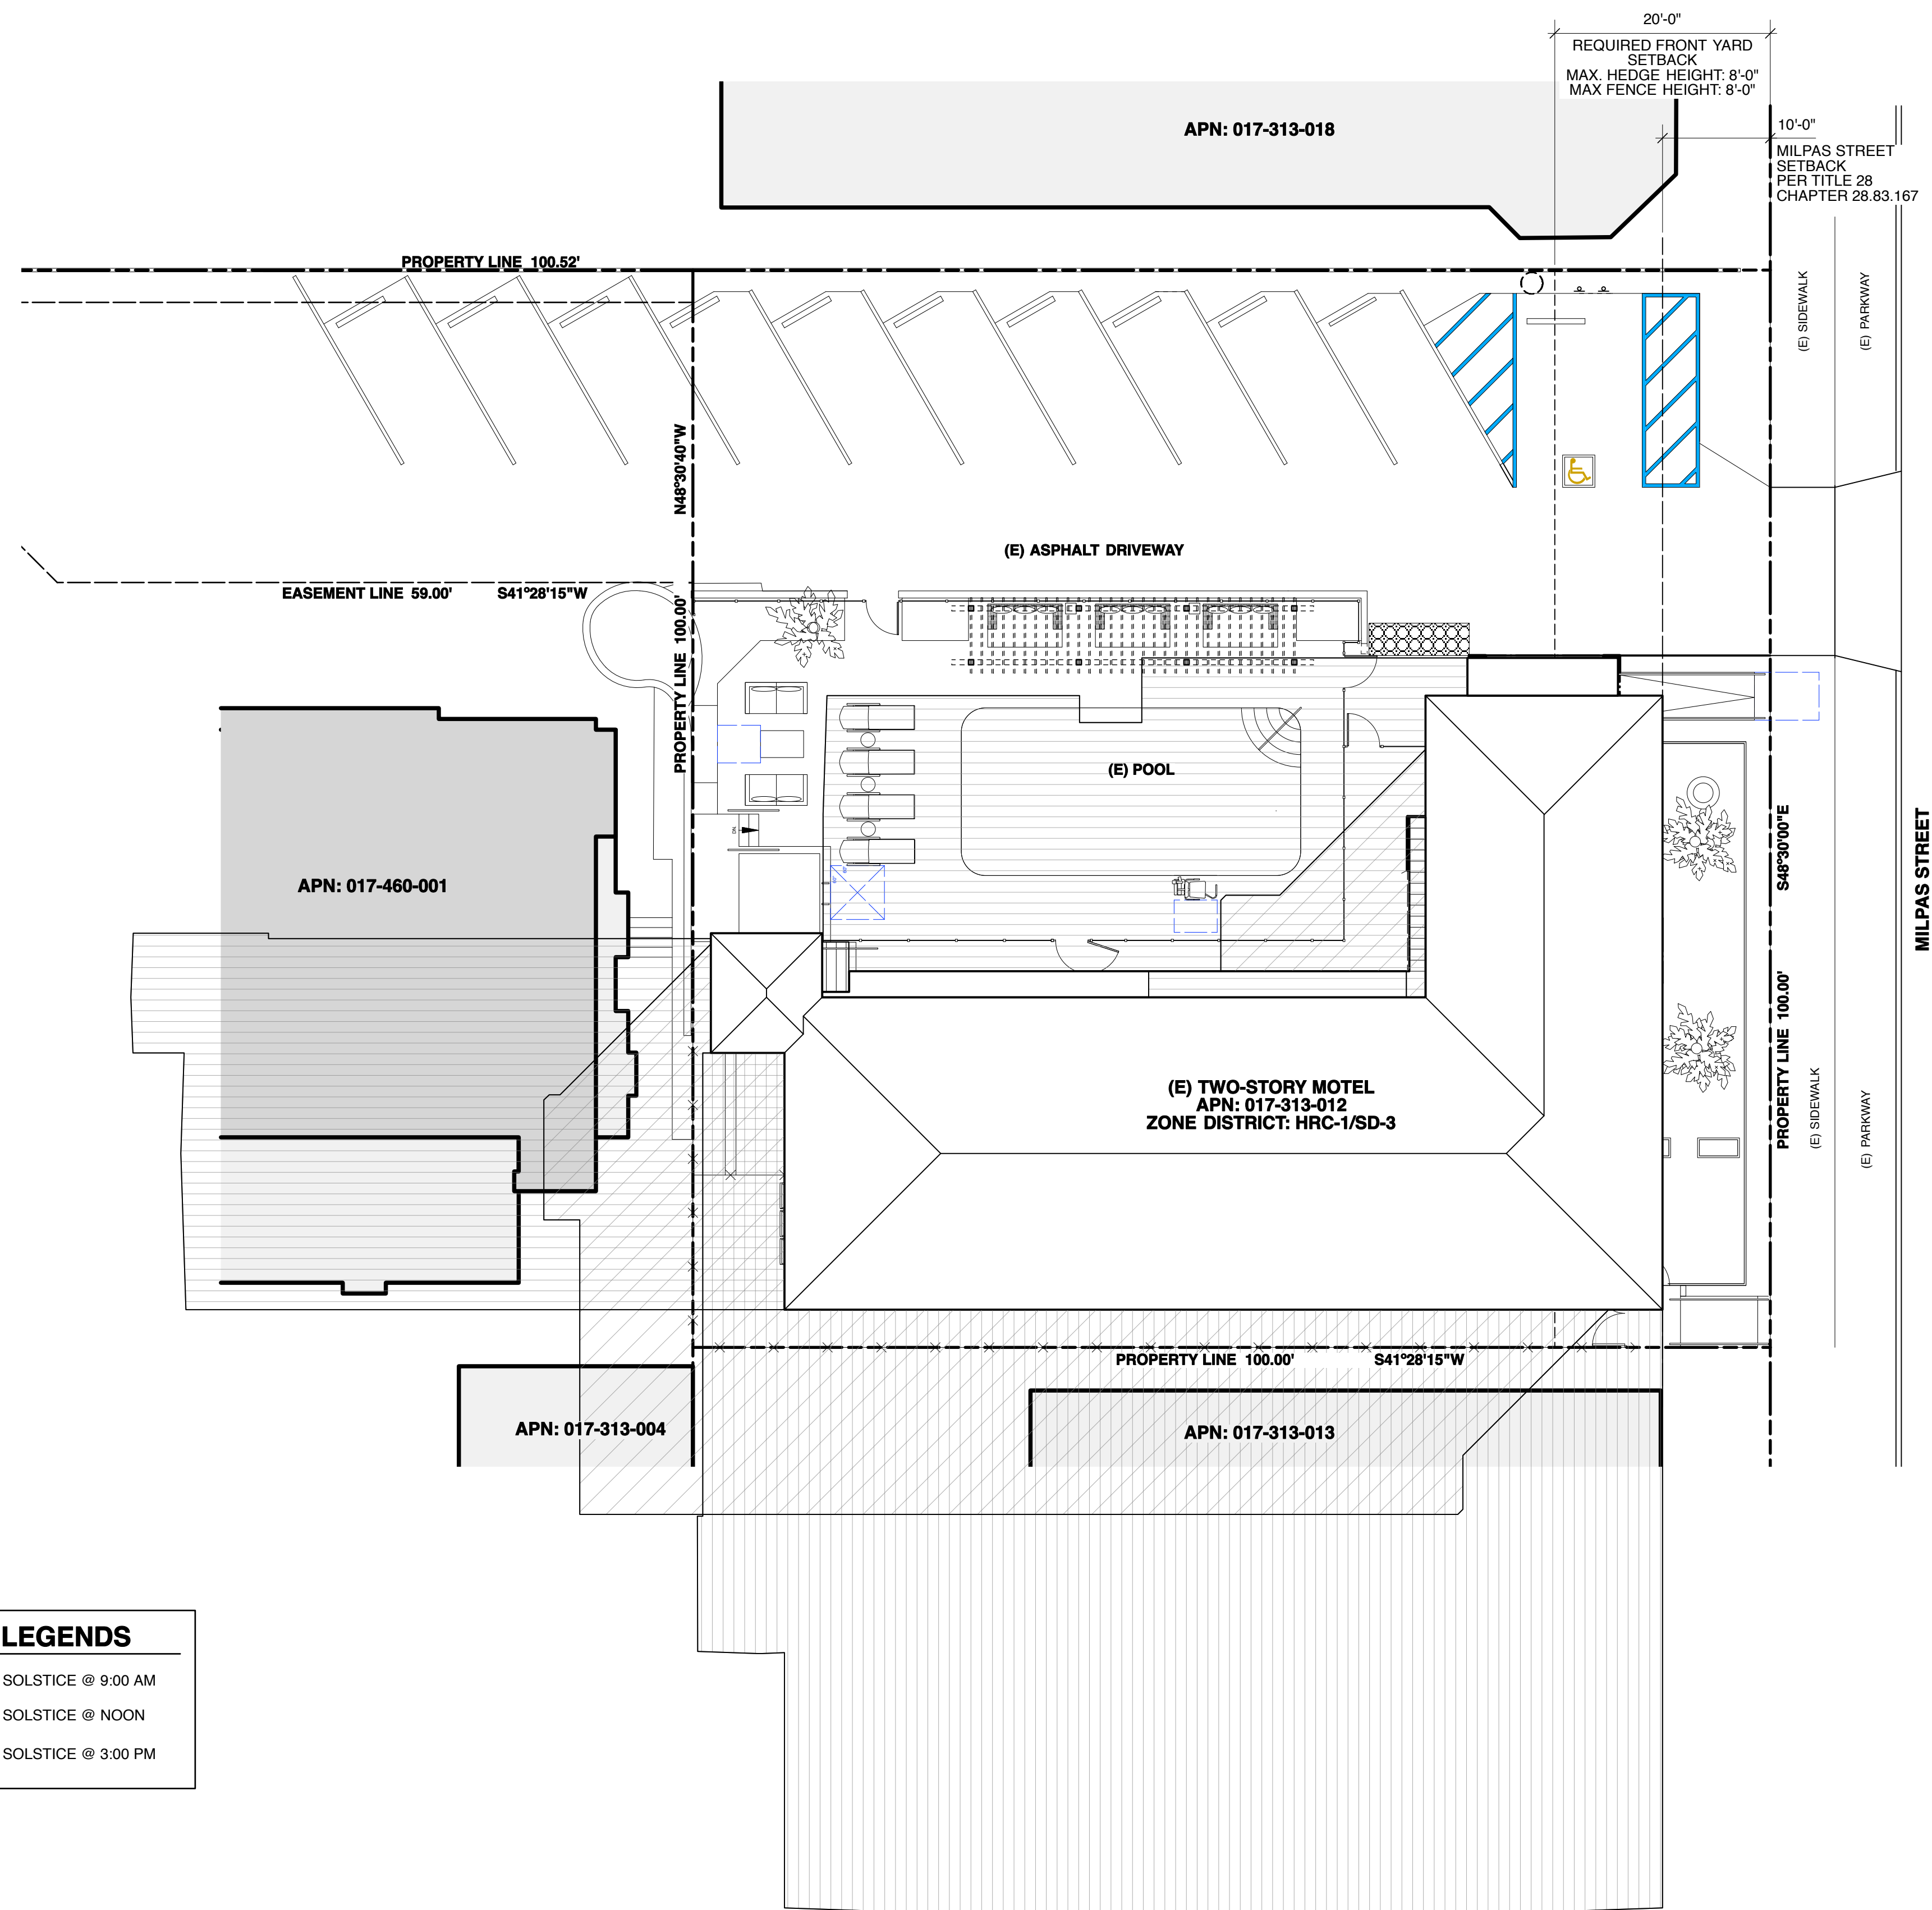 20'-0"
REQUIRED FRONT YARD
SETBACK
MAX. HEDGE HEIGHT: 8'-0"
MAX FENCE HEIGHT: 8'-0"
10'-0"
MILPAS STREET
SETBACK
PER TITLE 28
CHAPTER 28.83.167
APN: 017-313-018
PROPERTY LINE 100.52'
(E) SIDEWALK
(E) PARKWAY
N48°30'40"W
(E) ASPHALT DRIVEWAY
EASEMENT LINE 59.00' S41°28'15"W
PROPERTY LINE 100.00'
(E) POOL
DN
60"
60"
APN: 017-460-001
S48°30'00"E
MILPAS STREET
PROPERTY LINE 100.00'
(E) TWO-STORY MOTEL
APN: 017-313-012
ZONE DISTRICT: HRC-1/SD-3
(E) SIDEWALK
(E) PARKWAY
PROPERTY LINE 100.00' S41°28'15"W
APN: 017-313-004
APN: 017-313-013
LEGENDS
SOLSTICE @ 9:00 AM
SOLSTICE @ NOON
SOLSTICE @ 3:00 PM